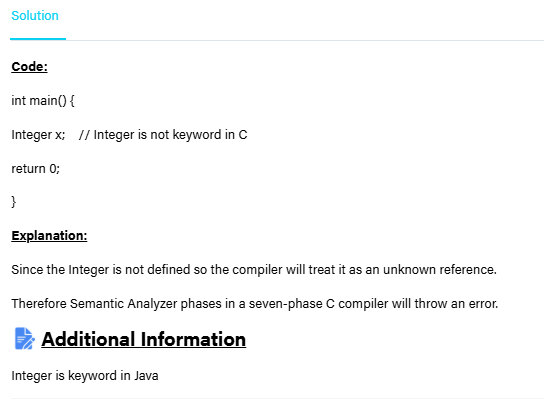 Solution
Code:
int main() {
Integer x;    // Integer is not keyword in C
return 0;
}
Explanation:
Since the Integer is not defined so the compiler will treat it as an unknown reference.
Therefore Semantic Analyzer phases in a seven-phase C compiler will throw an error.
Additional Information
Integer is keyword in Java